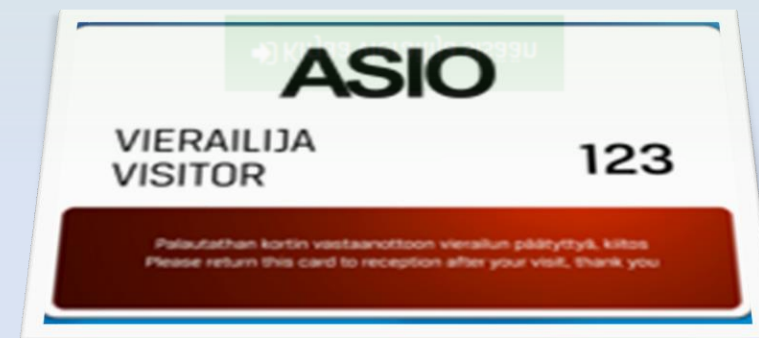 ASIO
VIERAILIJA
VISITOR
123
Palautathan kortin vastaanottoon vierailun päätyttyä, kiitos
Please return this card to reception after your visit, thank you